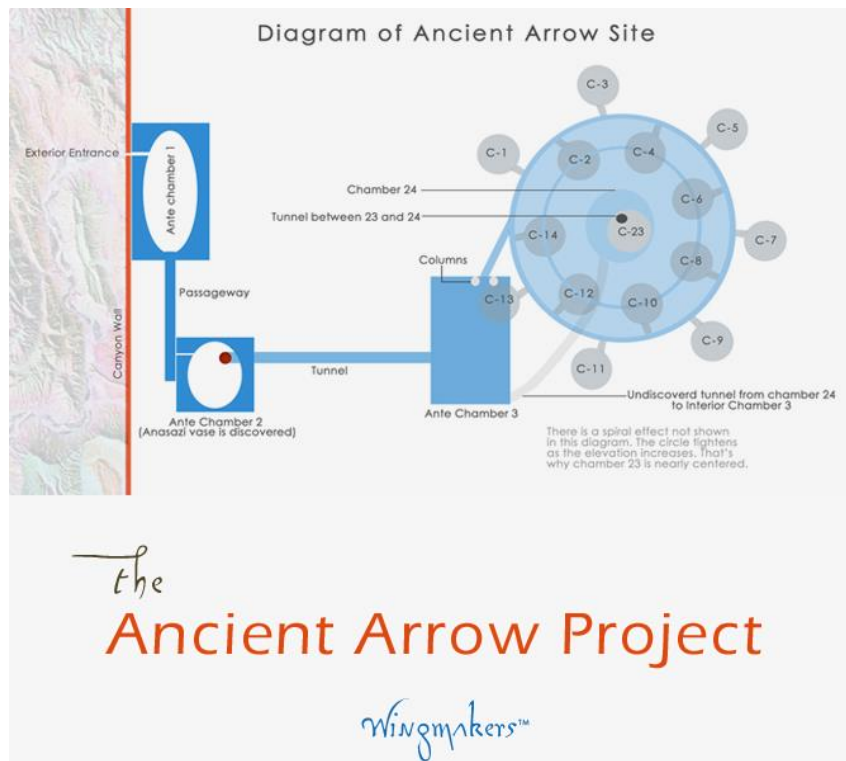 Diagram of Ancient Arrow Site
C-3
C-5
C-1
C-2
C-4
Exterior Entrance
Ante chamber 1
Chamber 24
C-6
Tunnel between 23 and 24
C-23
C-14
C-7
Columns
C-8
Passageway
C-13
C-12
C-10
C-9
Canyon Wall
Tunnel
C-11
Undiscoverd tunnel from chamber 24
to Interior Chamber 3
Ante Chamber 2
(Anasazi vase is discovered)
Ante Chamber 3
There is a spiral effect not shown
in this diagram. The circle tightens
as the elevation increases. That's
why chamber 23 is nearly centered.
the
Ancient Arrow Project
Wingmakers™